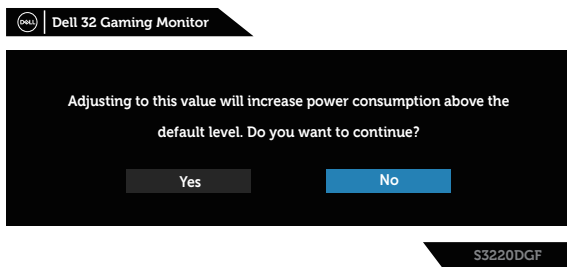 DELL Dell 32 Gaming Monitor
Adjusting to this value will increase power consumption above the
default level. Do you want to continue?
Yes No
S3220DGF